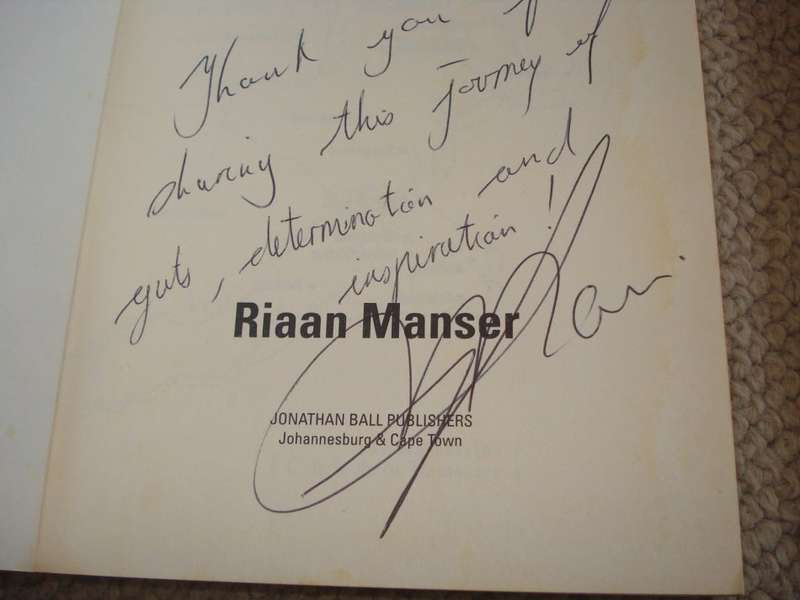 Thank you
sharing this journey of
guts, determination and
inspiration!
Riaan Manser
JONATHAN BALL PUBLISHERS
Johannesburg & Cape Town